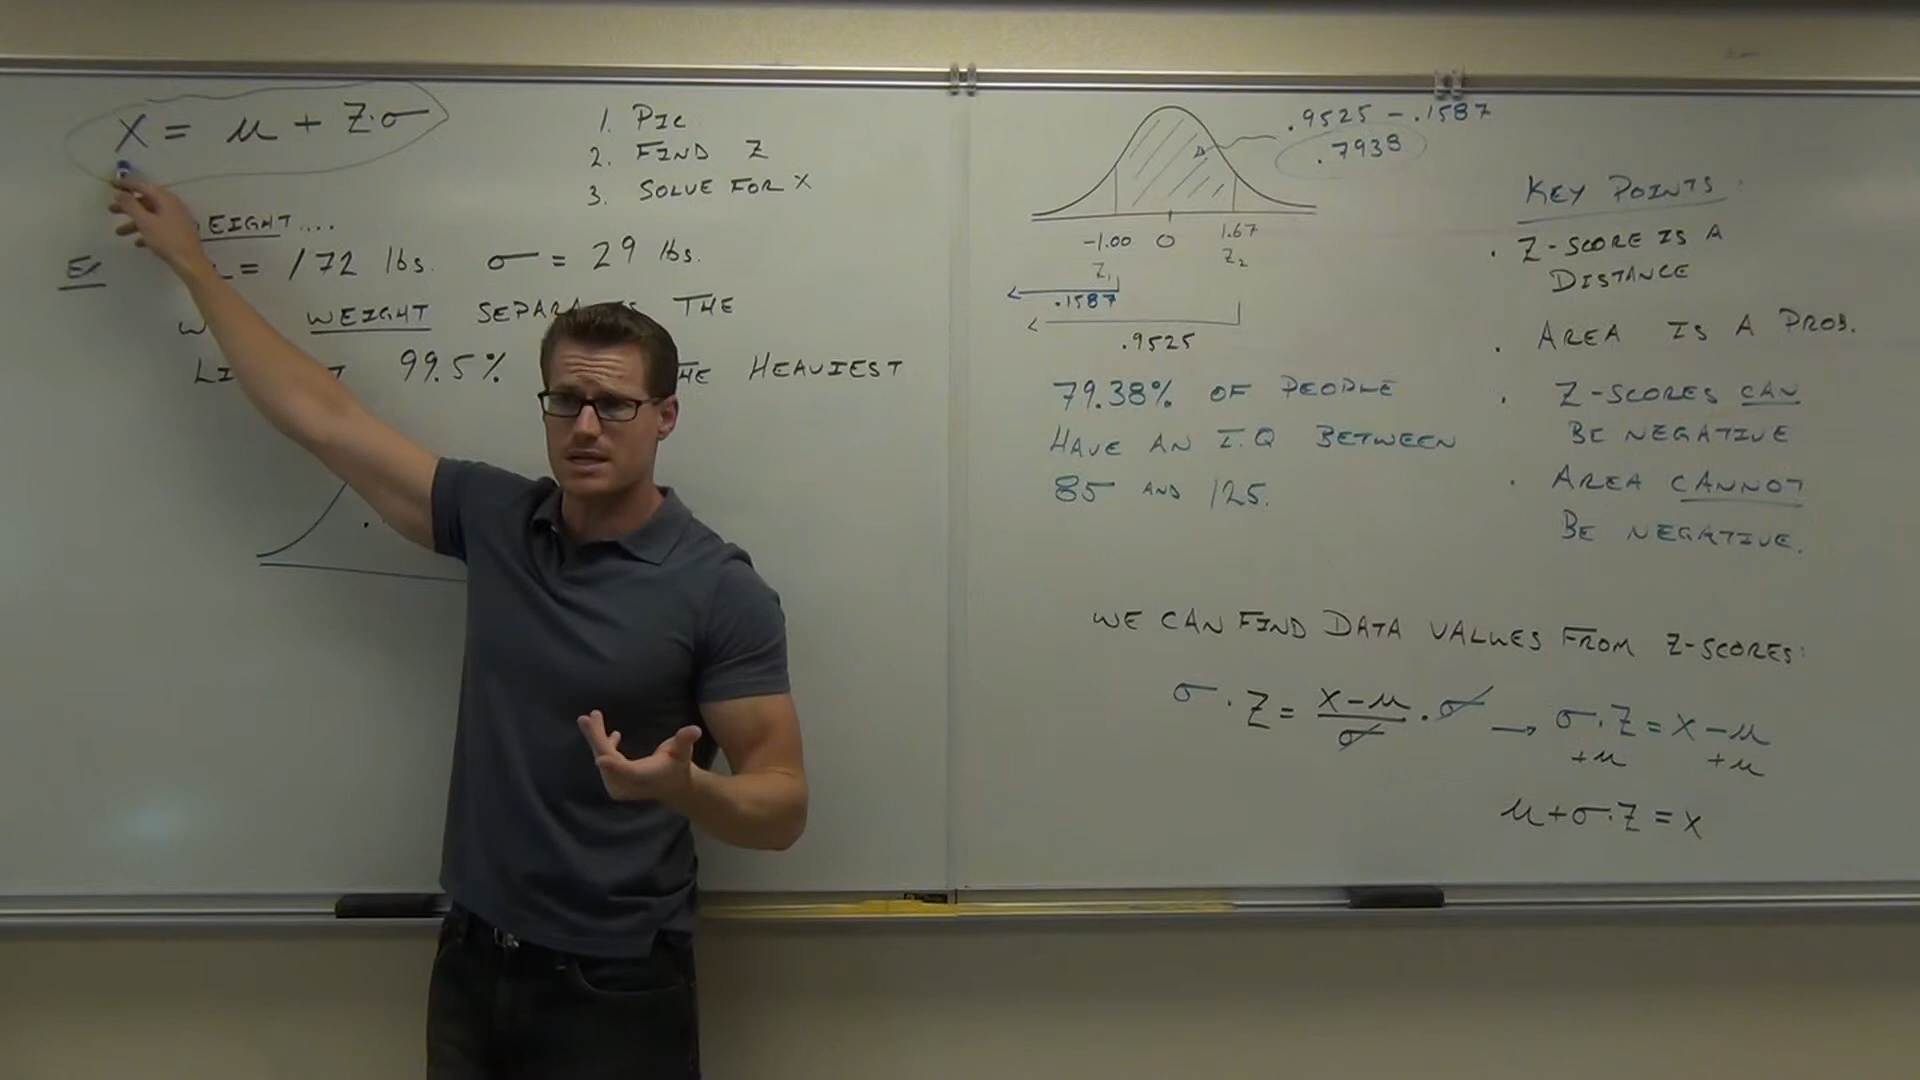 X = μ + Z·σ
1. PIC
2. FIND Z
3. SOLVE FOR X
EIGHT....
= 172 lbs. σ = 29 lbs.
WEIGHT THE
99.5% HEAVIEST
.9525 - .1587
.7938
-1.00 0 1.67
Z₁ Z₂
.1587
.9525
79.38% OF PEOPLE
HAVE AN I.Q BETWEEN
85 AND 125.
KEY POINTS:
· Z-SCORE IS A
DISTANCE
· AREA IS A PROB.
· Z-SCORES CAN
BE NEGATIVE
· AREA CANNOT
BE NEGATIVE.
WE CAN FIND DATA VALUES FROM Z-SCORES:
σ · Z = (X - μ)/σ · σ → σ·Z = X - μ
+μ +μ
μ + σ·Z = X